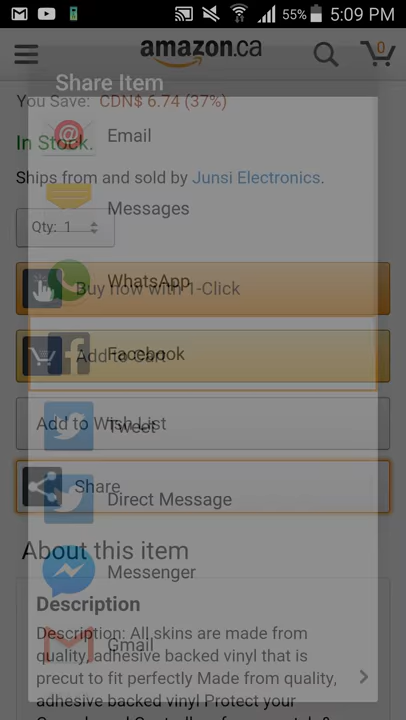 55% 5:09 PM
amazon.ca
0
Share Item
You Save: CDN$ 6.74 (37%)
Email
In Stock.
Ships from and sold by Junsi Electronics.
Messages
Qty: 1
WhatsApp
Buy now with 1-Click
Facebook
Add to Cart
Add to Wish List
Tweet
Share
Direct Message
About this item
Messenger
Description
Description: All skins are made from
Gmail
quality, adhesive backed vinyl that is
precut to fit perfectly Made from quality,
adhesive backed vinyl Protect your